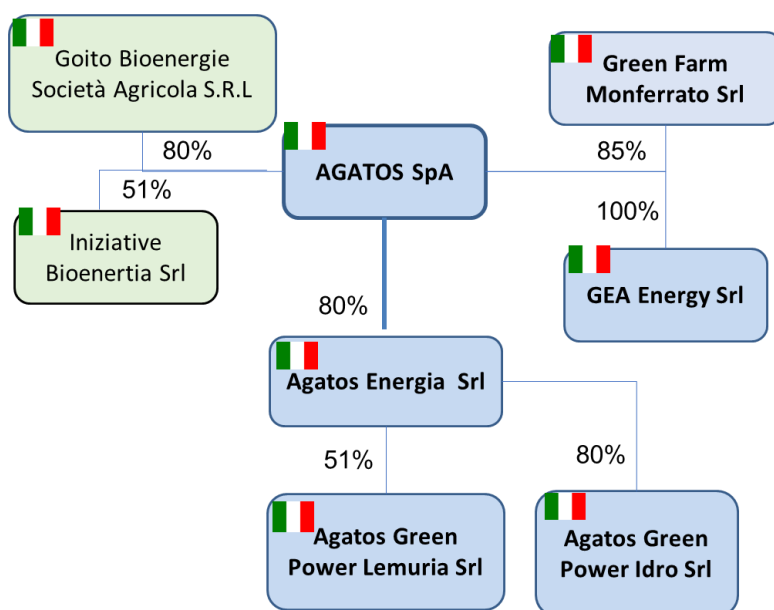 Goito Bioenergie
Società Agricola S.R.L
Green Farm
Monferrato Srl
80%
AGATOS SpA
85%
51%
100%
Iniziative
Bioenertia Srl
GEA Energy Srl
80%
Agatos Energia Srl
51%
80%
Agatos Green
Power Lemuria Srl
Agatos Green
Power Idro Srl